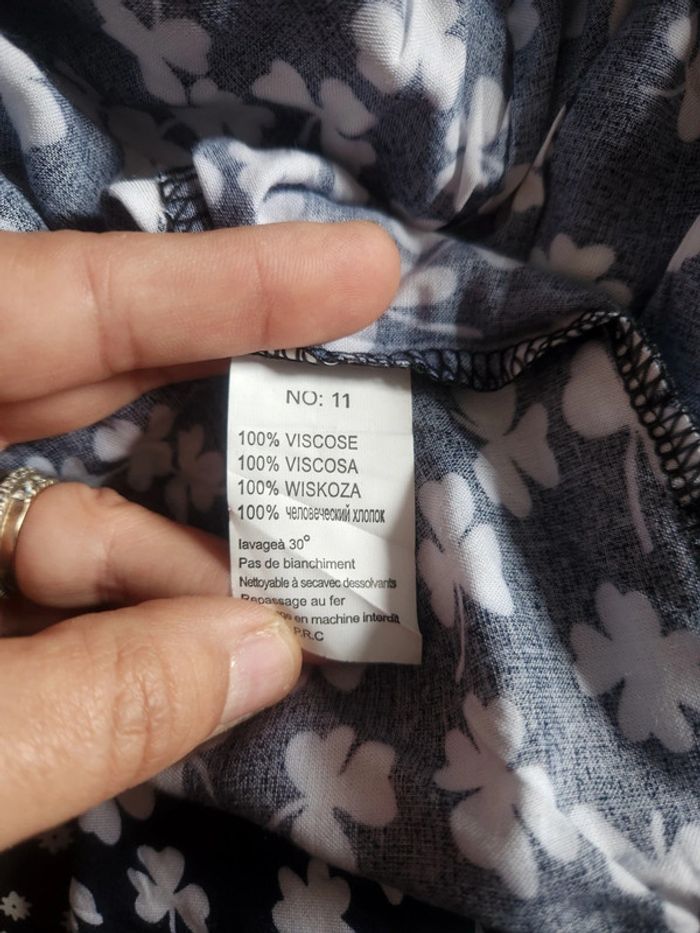 NO: 11
100% VISCOSE
100% VISCOSA
100% WISKOZA
100% человеческий хлопок
lavageà 30°
Pas de bianchiment
Nettoyable à secavec dessolvants
Repassage au fer
en machine interdit
P.R.C